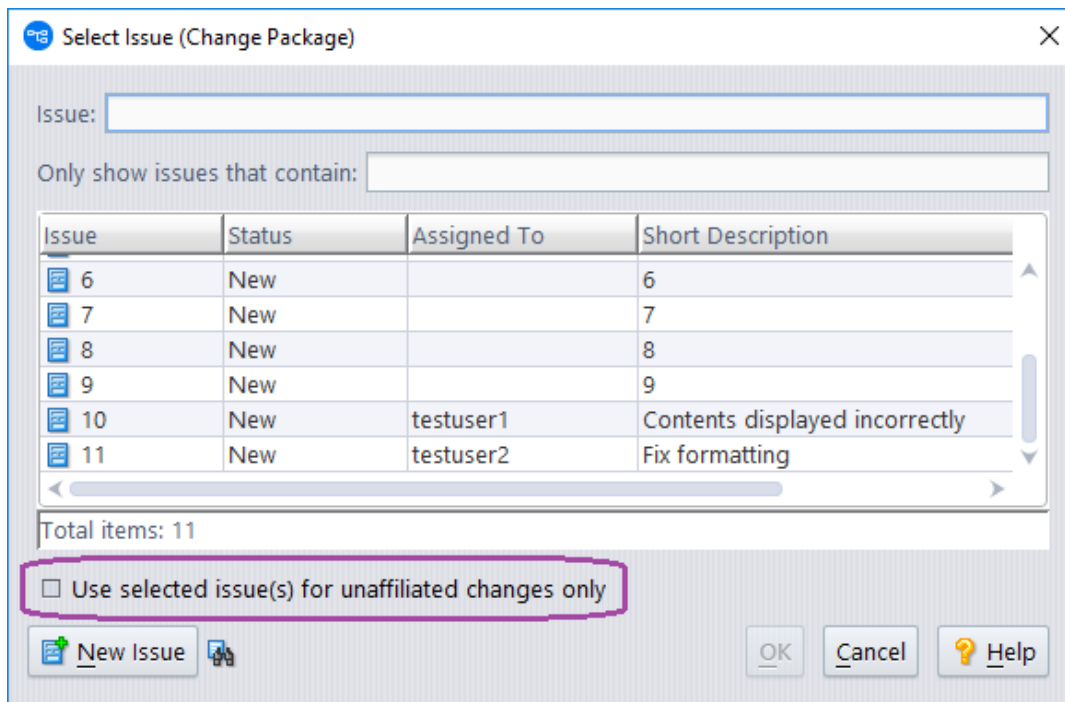 Select Issue (Change Package)
Issue:
Only show issues that contain:
Issue Status Assigned To Short Description
6 New 6
7 New 7
8 New 8
9 New 9
10 New testuser1 Contents displayed incorrectly
11 New testuser2 Fix formatting
Total items: 11
Use selected issue(s) for unaffiliated changes only
New Issue OK Cancel Help